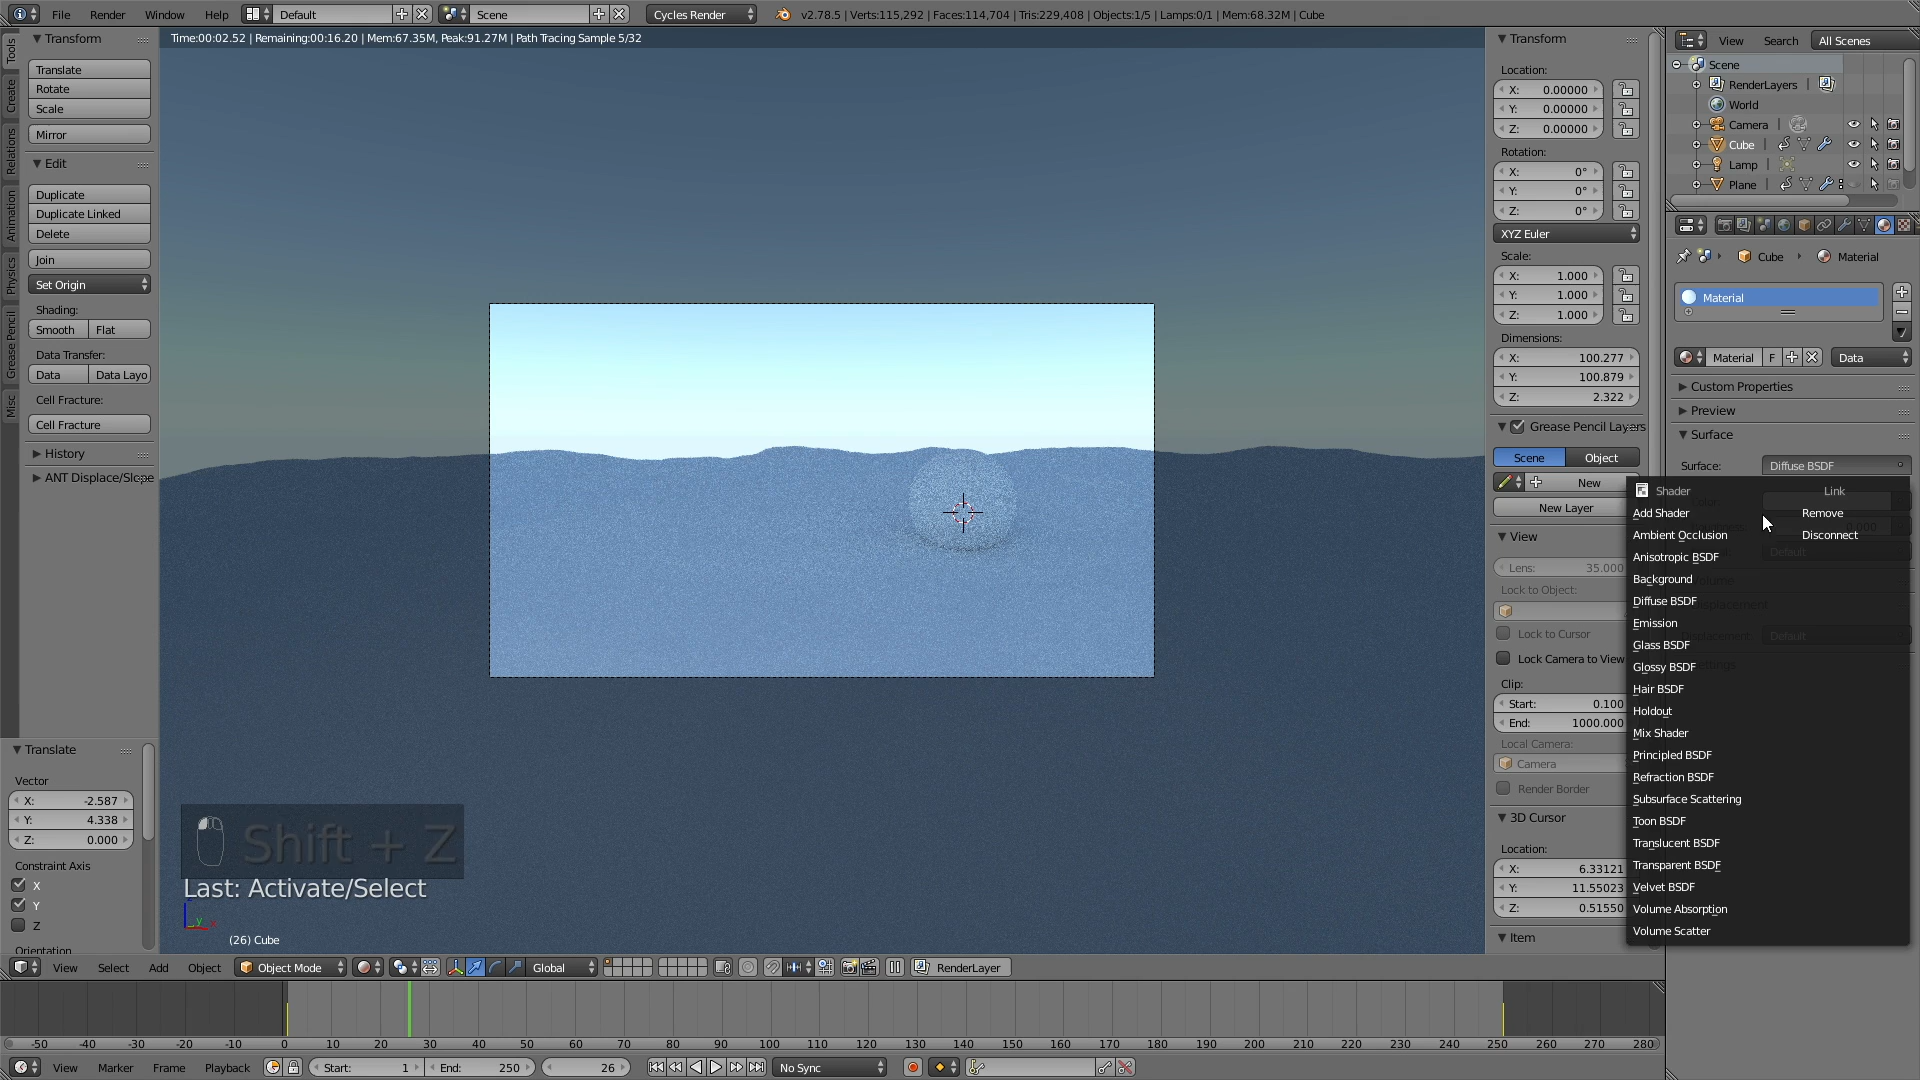 File Render Window Help Default Scene Cycles Render v2.78.5 | Verts:115,292 | Faces:114,704 | Tris:229,408 | Objects:1/5 | Lamps:0/1 | Mem:68.32M | Cube
Time:00:02.52 | Remaining:00:16.20 | Mem:67.35M, Peak:91.27M | Path Tracing Sample 5/32
Tools
Create
Relations
Animation
Physics
Grease Pencil
Misc
Transform
Translate
Rotate
Scale
Mirror
Edit
Duplicate
Duplicate Linked
Delete
Join
Set Origin
Shading:
Smooth Flat
Data Transfer:
Data Data Layo
Cell Fracture:
Cell Fracture
History
ANT Displace/Slope
Translate
Vector
X: -2.587
Y: 4.338
Z: 0.000
Constraint Axis
X
Y
Z
Orientation
Shift + Z
Last: Activate/Select
(26) Cube
Transform
Location:
X: 0.00000
Y: 0.00000
Z: 0.00000
Rotation:
X: 0°
Y: 0°
Z: 0°
XYZ Euler
Scale:
X: 1.000
Y: 1.000
Z: 1.000
Dimensions:
X: 100.277
Y: 100.879
Z: 2.322
Grease Pencil Layers
Scene Object
New
New Layer
View
Lens: 35.000
Lock to Object:
Lock to Cursor
Lock Camera to View
Clip:
Start: 0.100
End: 1000.000
Local Camera:
Camera
Render Border
3D Cursor
Location:
X: 6.33121
Y: 11.55023
Z: 0.51550
Item
View Search All Scenes
Scene
RenderLayers
World
Camera
Cube
Lamp
Plane
Cube Material
Material
Material F Data
Custom Properties
Preview
Surface
Surface: Diffuse BSDF
Shader Link
Add Shader Remove
Ambient Occlusion Disconnect
Anisotropic BSDF
Background
Diffuse BSDF
Emission
Glass BSDF
Glossy BSDF
Hair BSDF
Holdout
Mix Shader
Principled BSDF
Refraction BSDF
Subsurface Scattering
Toon BSDF
Translucent BSDF
Transparent BSDF
Velvet BSDF
Volume Absorption
Volume Scatter
View Select Add Object Object Mode Global RenderLayer
-50 -40 -30 -20 -10 0 10 20 30 40 50 60 70 80 90 100 110 120 130 140 150 160 170 180 190 200 210 220 230 240 250 260 270 280
View Marker Frame Playback Start: 1 End: 250 26 No Sync